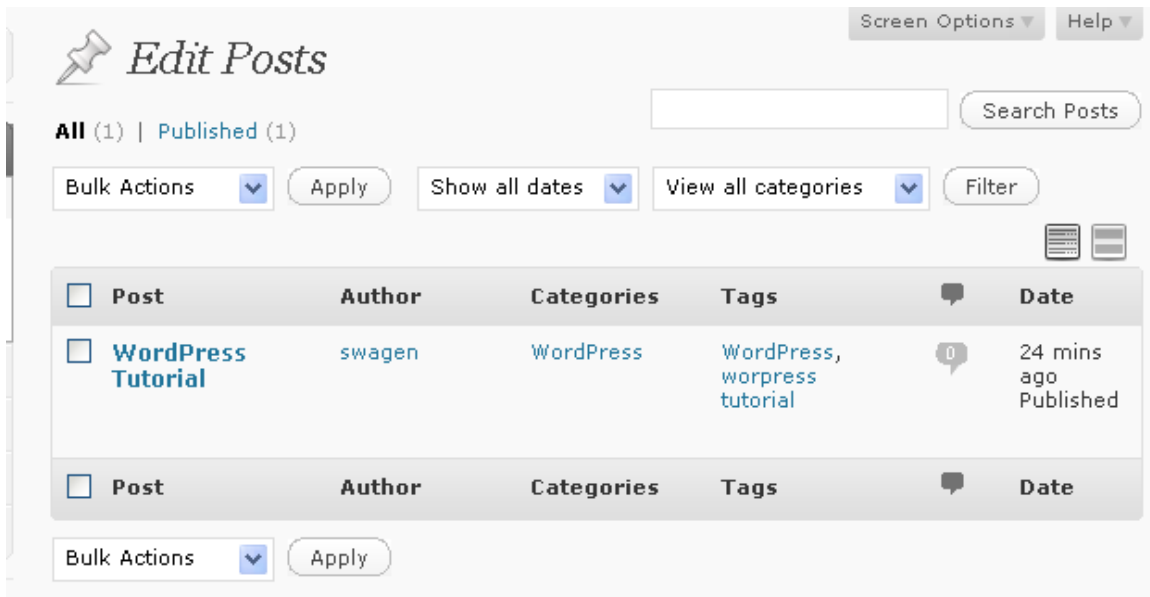 Screen Options Help
Edit Posts
Search Posts
All (1) | Published (1)
Bulk Actions Apply Show all dates View all categories Filter
Post Author Categories Tags Date
WordPress Tutorial swagen WordPress WordPress, worpress tutorial 0 24 mins ago Published
Post Author Categories Tags Date
Bulk Actions Apply